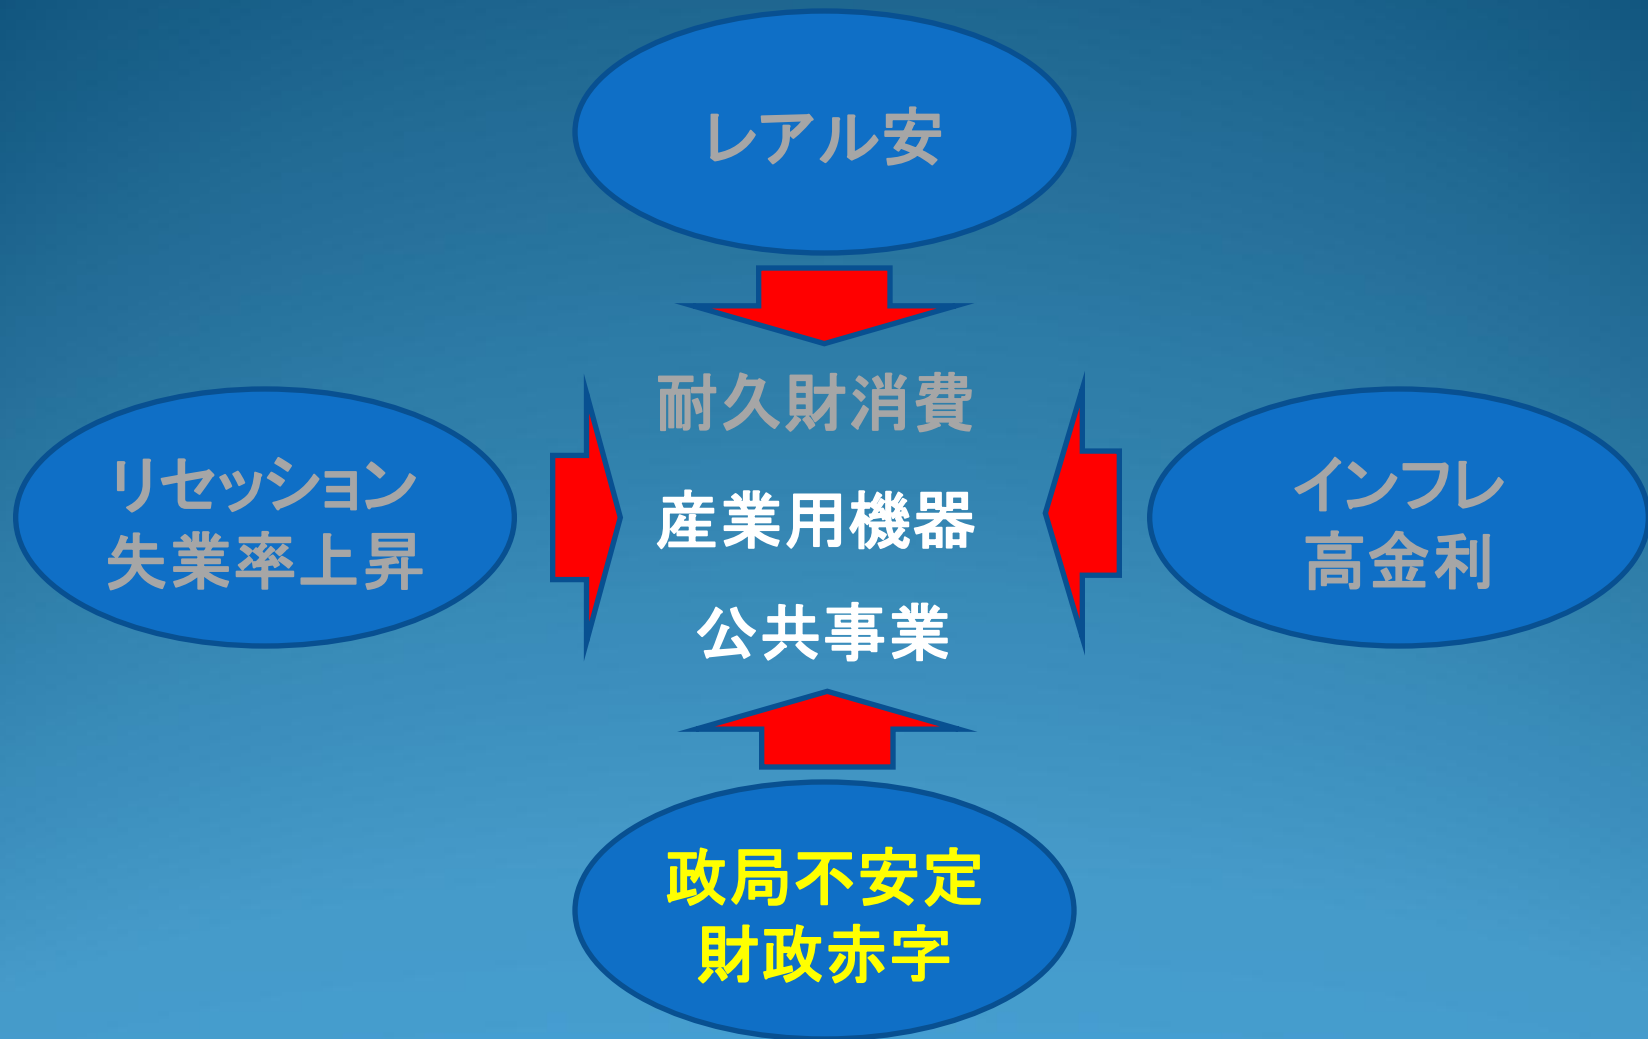 レアル安
耐久財消費
産業用機器
公共事業
リセッション
失業率上昇
インフレ
高金利
政局不安定
財政赤字